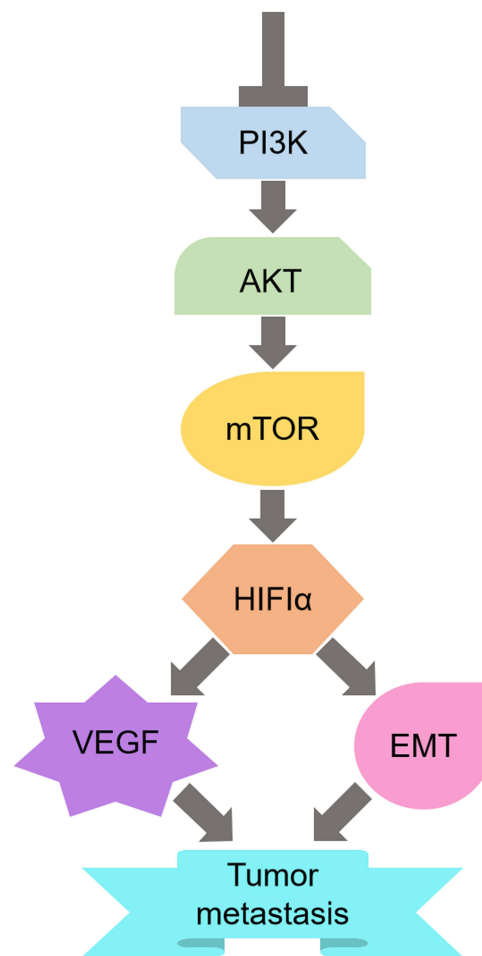 PI3K
AKT
mTOR
HIFIα
VEGF
EMT
Tumor
metastasis